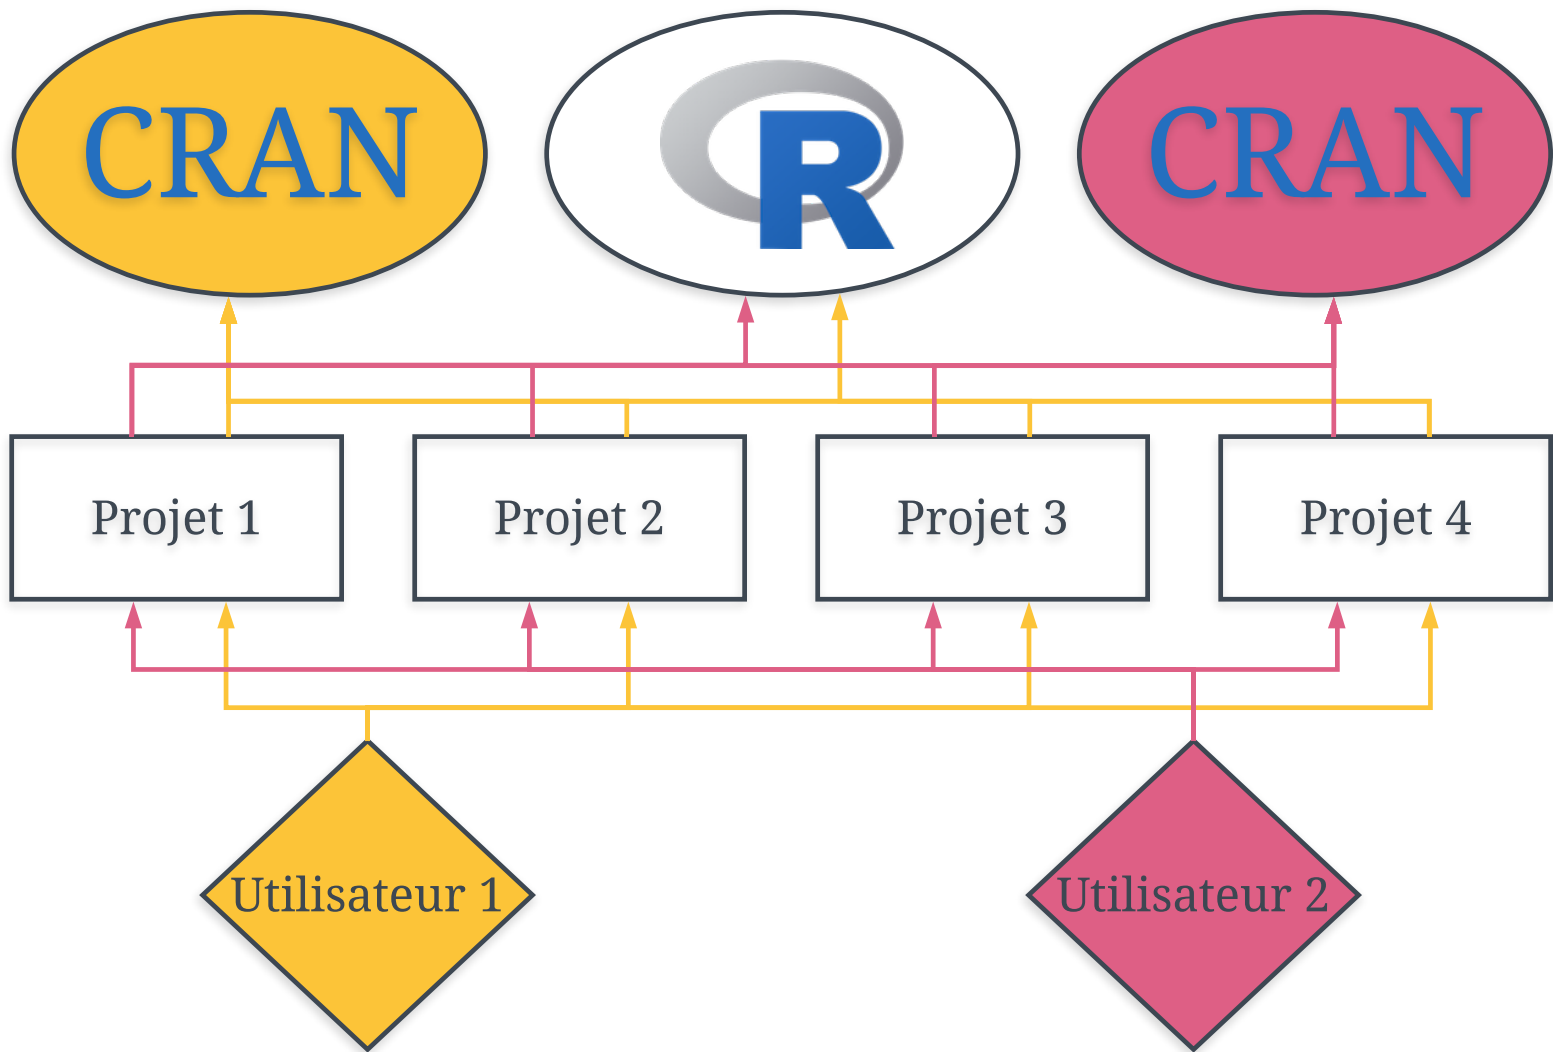 CRAN
R
CRAN
Projet 1
Projet 2
Projet 3
Projet 4
Utilisateur 1
Utilisateur 2